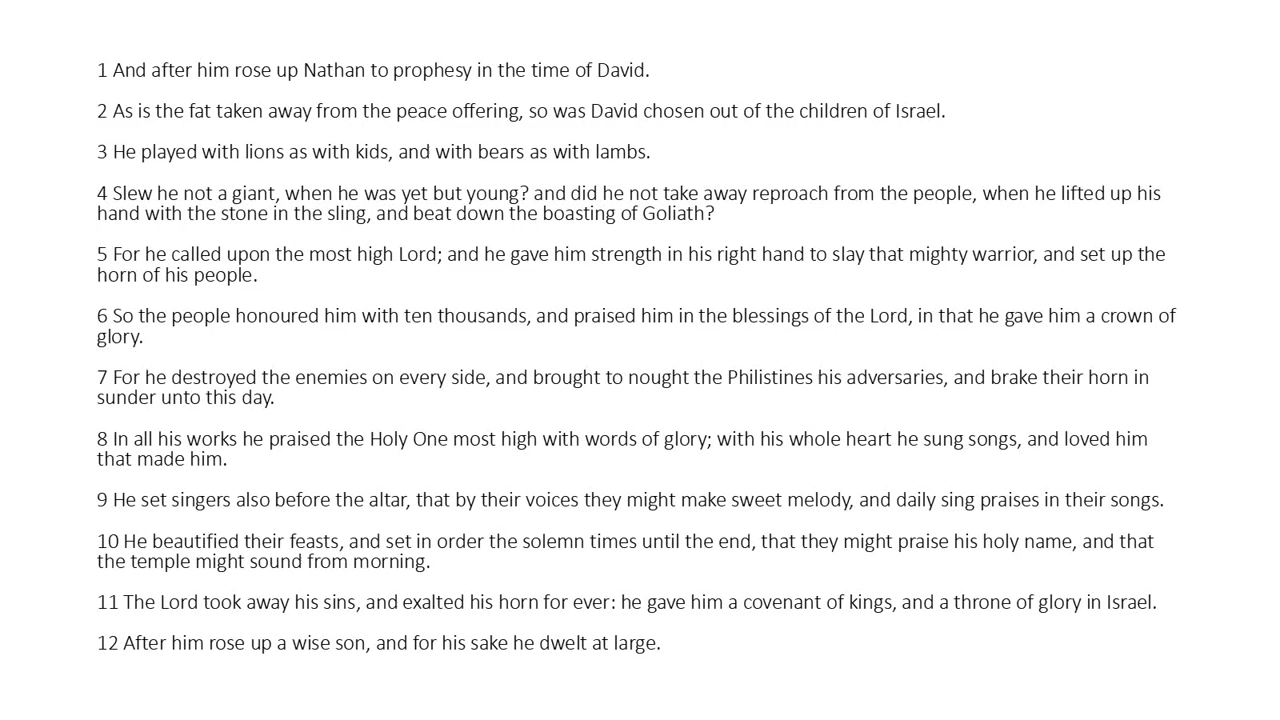 1 And after him rose up Nathan to prophesy in the time of David.
2 As is the fat taken away from the peace offering, so was David chosen out of the children of Israel.
3 He played with lions as with kids, and with bears as with lambs.
4 Slew he not a giant, when he was yet but young? and did he not take away reproach from the people, when he lifted up his
hand with the stone in the sling, and beat down the boasting of Goliath?
5 For he called upon the most high Lord; and he gave him strength in his right hand to slay that mighty warrior, and set up the
horn of his people.
6 So the people honoured him with ten thousands, and praised him in the blessings of the Lord, in that he gave him a crown of
glory.
7 For he destroyed the enemies on every side, and brought to nought the Philistines his adversaries, and brake their horn in
sunder unto this day.
8 In all his works he praised the Holy One most high with words of glory; with his whole heart he sung songs, and loved him
that made him.
9 He set singers also before the altar, that by their voices they might make sweet melody, and daily sing praises in their songs.
10 He beautified their feasts, and set in order the solemn times until the end, that they might praise his holy name, and that
the temple might sound from morning.
11 The Lord took away his sins, and exalted his horn for ever: he gave him a covenant of kings, and a throne of glory in Israel.
12 After him rose up a wise son, and for his sake he dwelt at large.